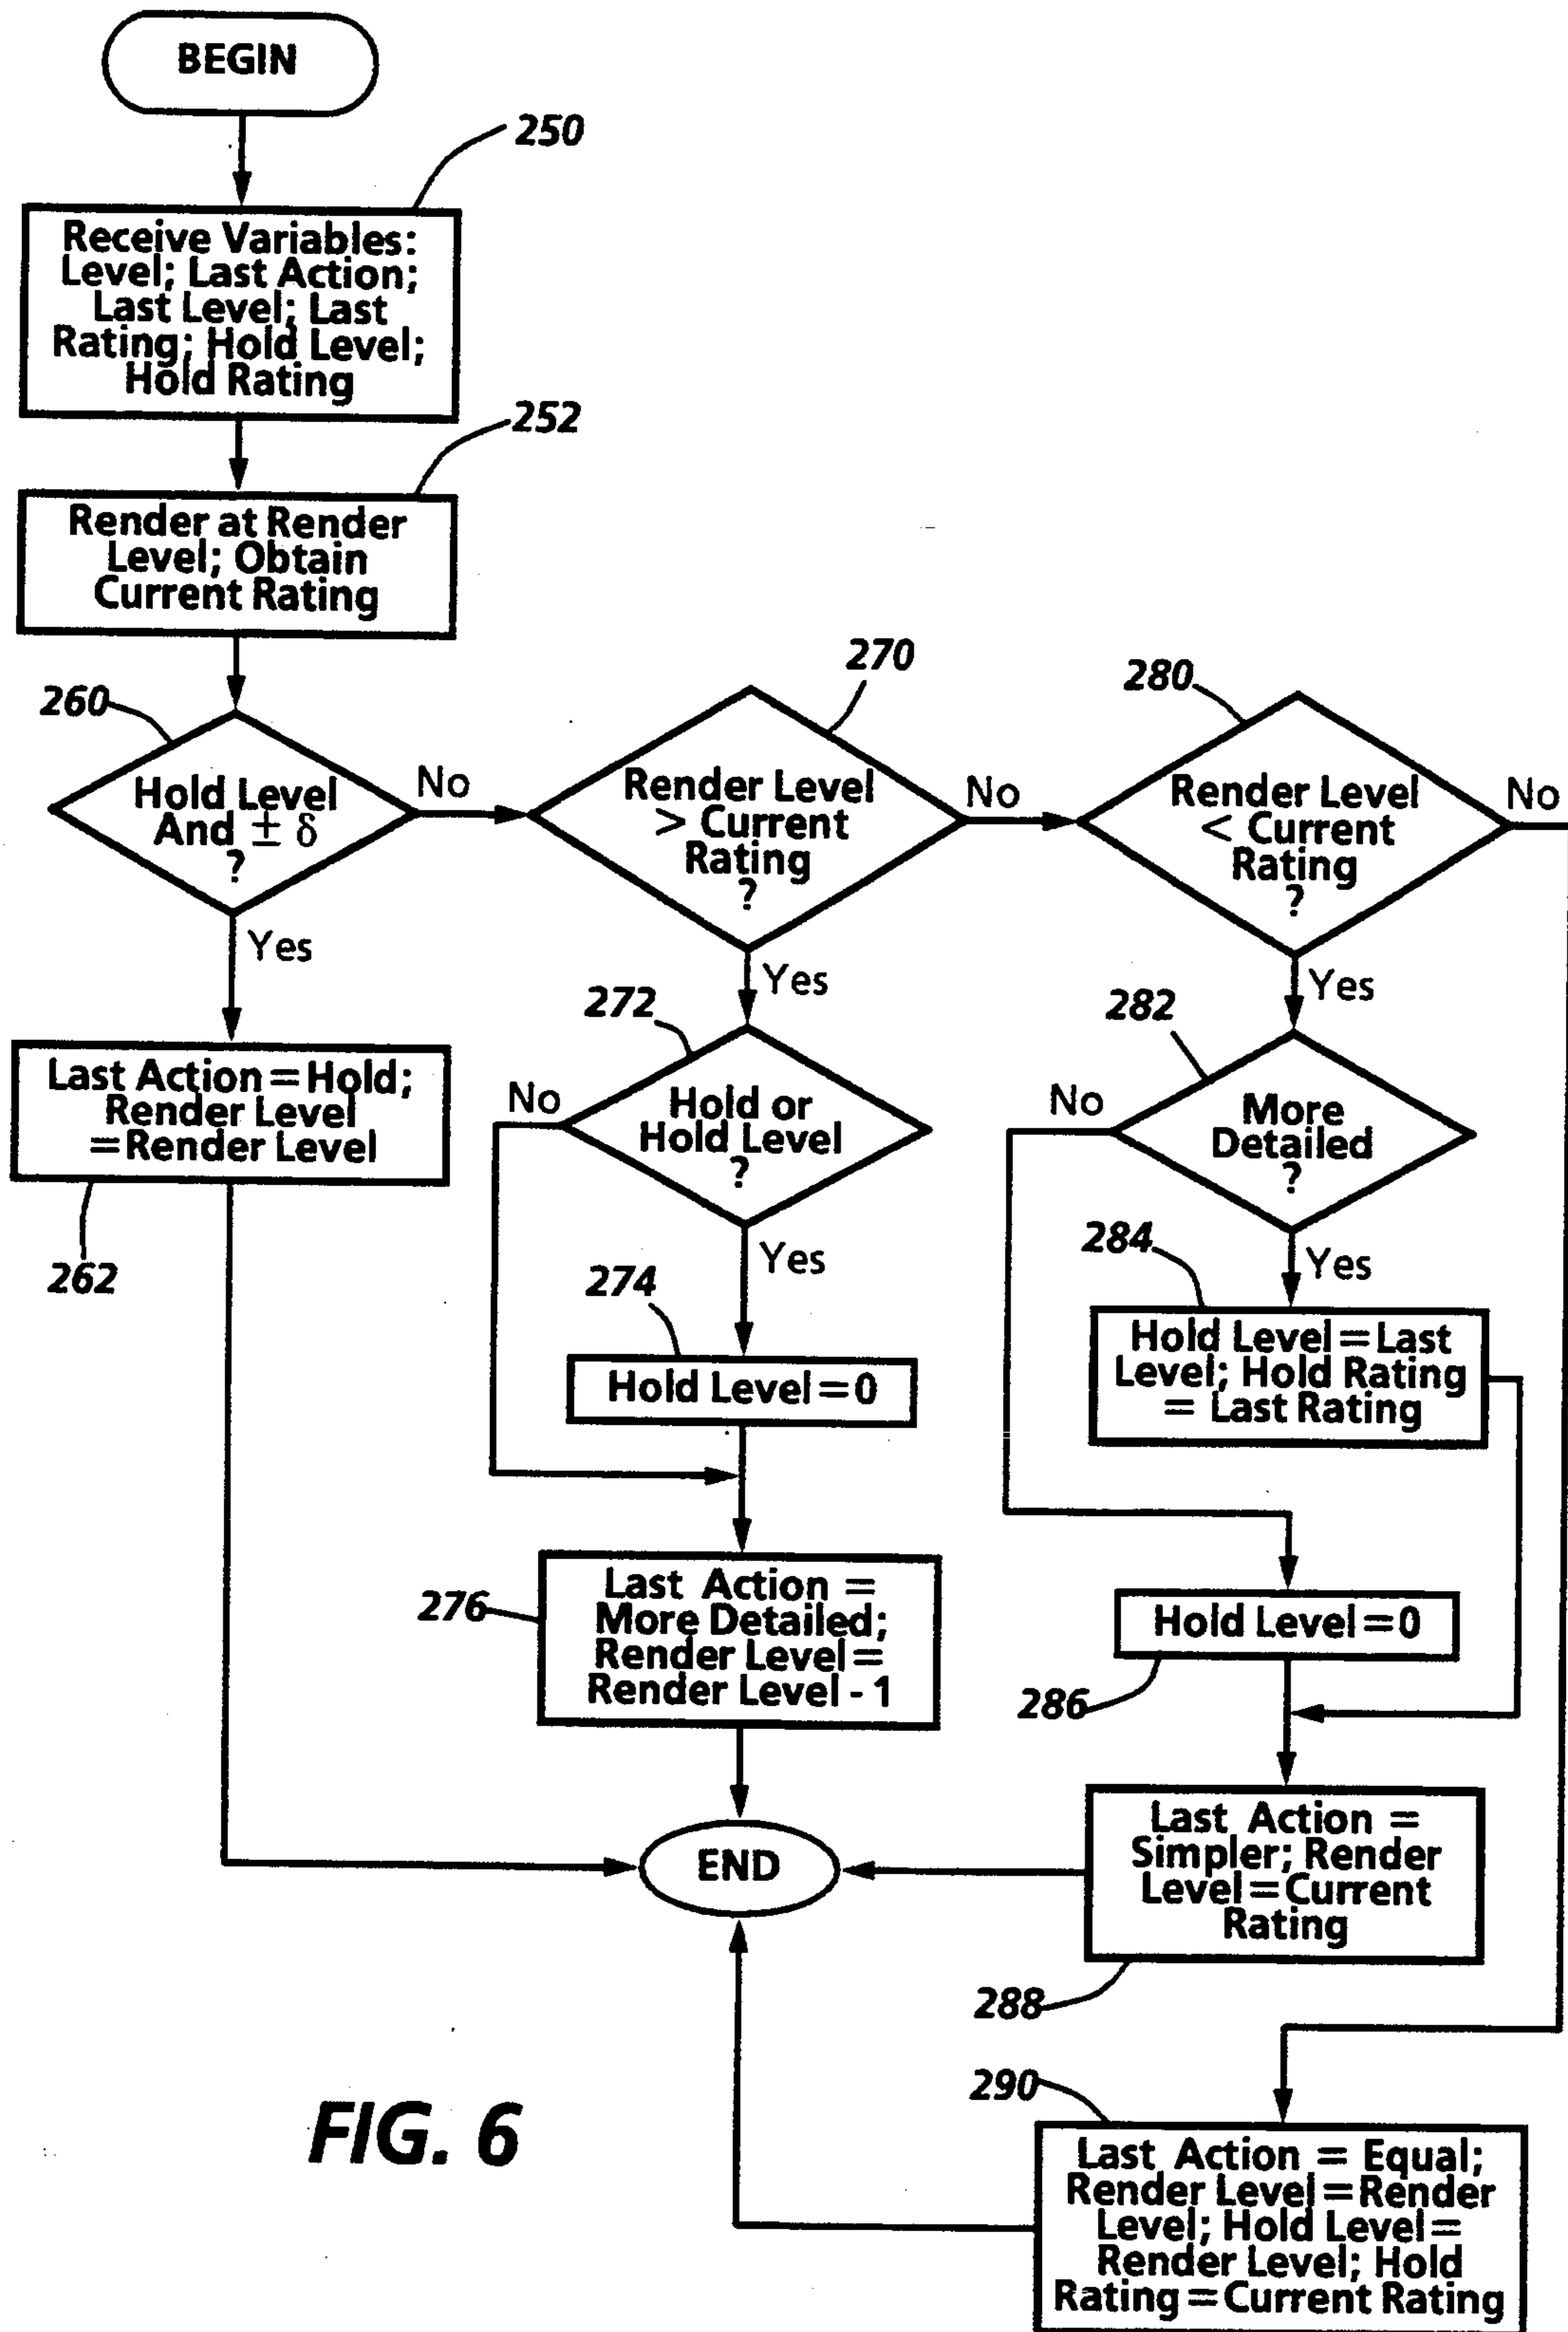 BEGIN
250
Receive Variables:
Level; Last Action;
Last Level; Last
Rating; Hold Level;
Hold Rating
252
Render at Render
Level; Obtain
Current Rating
260
Hold Level
And ± δ
?
No
Yes
Last Action = Hold;
Render Level
= Render Level
262
270
Render Level
> Current
Rating
?
No
Yes
272
Hold or
Hold Level
?
No
Yes
274
Hold Level = 0
276
Last Action =
More Detailed;
Render Level =
Render Level - 1
280
Render Level
< Current
Rating
?
No
Yes
282
More
Detailed
?
No
Yes
284
Hold Level = Last
Level; Hold Rating
= Last Rating
Hold Level = 0
286
Last Action =
Simpler; Render
Level = Current
Rating
288
END
290
Last Action = Equal;
Render Level = Render
Level; Hold Level =
Render Level; Hold
Rating = Current Rating
FIG. 6